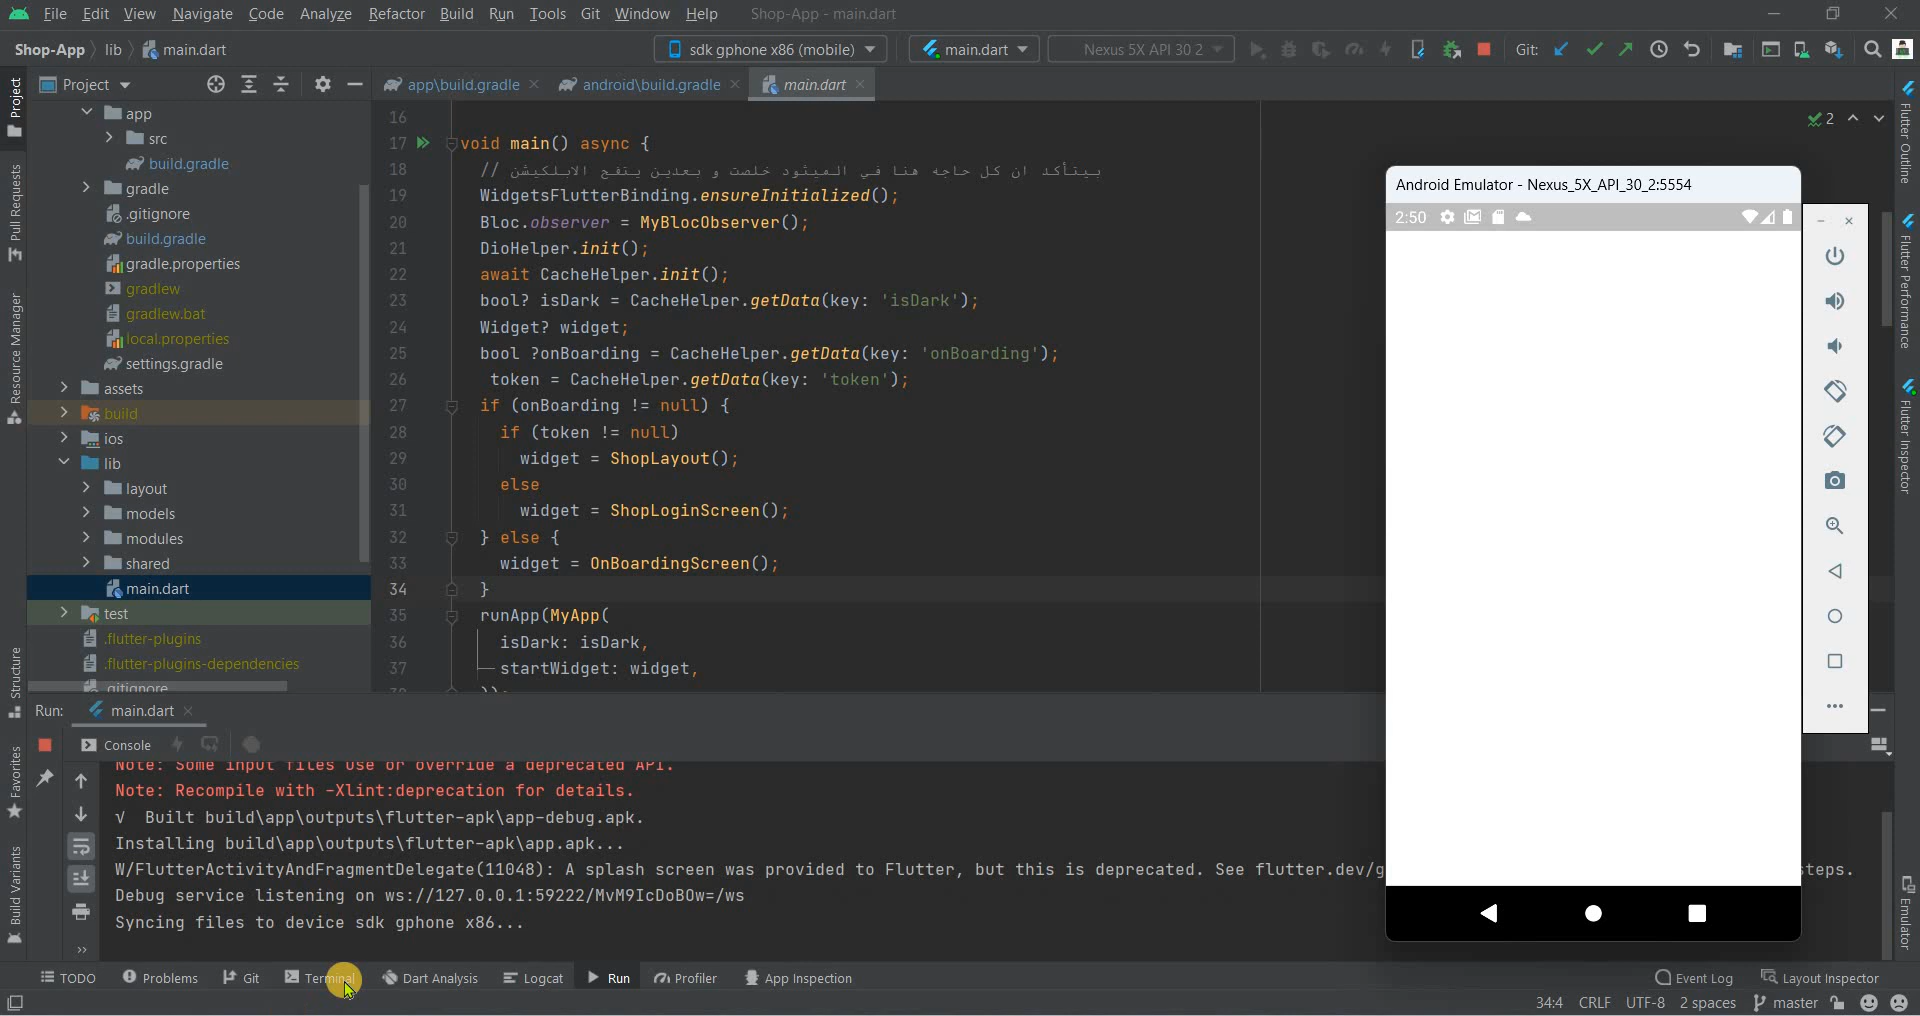 File Edit View Navigate Code Analyze Refactor Build Run Tools Git Window Help Shop-App - main.dart
Shop-App lib main.dart sdk gphone x86 (mobile) main.dart Nexus 5X API 30 2 Git:
Project app\build.gradle android\build.gradle main.dart
Project
Pull Requests
Resource Manager
Structure
Favorites
Build Variants
app
src
build.gradle
gradle
.gitignore
build.gradle
gradle.properties
gradlew
gradlew.bat
local.properties
settings.gradle
assets
build
ios
lib
layout
models
modules
shared
main.dart
test
.flutter-plugins
.flutter-plugins-dependencies
.gitignore
2
16
17 void main() async {
18 // بيتأكد ان كل حاجه هنا في الميثود خلصت و بعدين يتفح الابلكيشن
19 WidgetsFlutterBinding.ensureInitialized();
20 Bloc.observer = MyBlocObserver();
21 DioHelper.init();
22 await CacheHelper.init();
23 bool? isDark = CacheHelper.getData(key: 'isDark');
24 Widget? widget;
25 bool ?onBoarding = CacheHelper.getData(key: 'onBoarding');
26 token = CacheHelper.getData(key: 'token');
27 if (onBoarding != null) {
28 if (token != null)
29 widget = ShopLayout();
30 else
31 widget = ShopLoginScreen();
32 } else {
33 widget = OnBoardingScreen();
34 }
35 runApp(MyApp(
36 isDark: isDark,
37 startWidget: widget,
38 ));
Android Emulator - Nexus_5X_API_30_2:5554
2:50
Flutter Outline
Flutter Performance
Flutter Inspector
Emulator
Run: main.dart
Console
Note: Some input files use or override a deprecated API.
Note: Recompile with -Xlint:deprecation for details.
√ Built build\app\outputs\flutter-apk\app-debug.apk.
Installing build\app\outputs\flutter-apk\app.apk...
W/FlutterActivityAndFragmentDelegate(11048): A splash screen was provided to Flutter, but this is deprecated. See flutter.dev/g steps.
Debug service listening on ws://127.0.0.1:59222/MvM9IcDoBOw=/ws
Syncing files to device sdk gphone x86...
TODO Problems Git Terminal Dart Analysis Logcat Run Profiler App Inspection Event Log Layout Inspector
34:4 CRLF UTF-8 2 spaces master